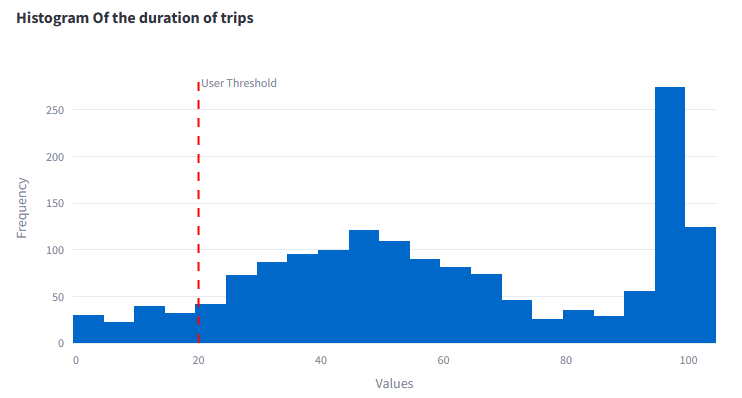 Histogram Of the duration of trips
User Threshold
250
200
150
100
50
0
Frequency
0 20 40 60 80 100
Values